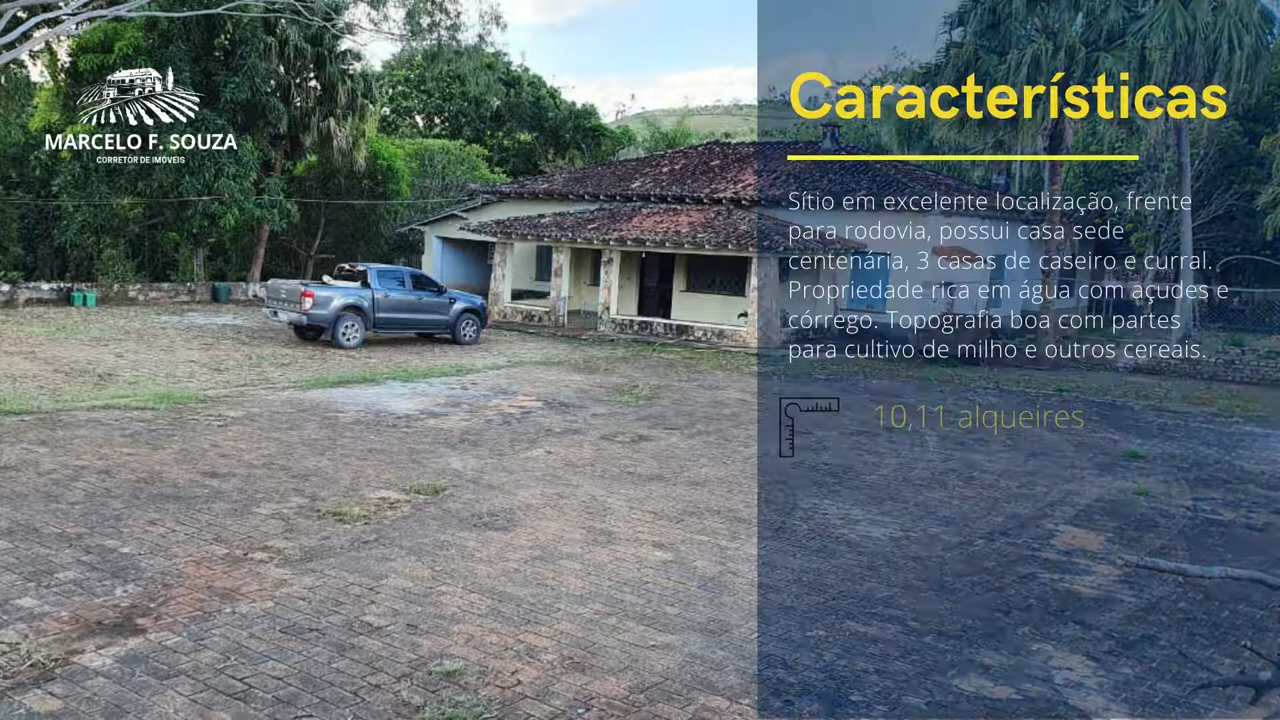 MARCELO F. SOUZA
CORRETOR DE IMÓVEIS
Características
Sítio em excelente localização, frente
para rodovia, possui casa sede
centenária, 3 casas de caseiro e curral.
Propriedade rica em água com açudes e
córrego. Topografia boa com partes
para cultivo de milho e outros cereais.
10,11 alqueires